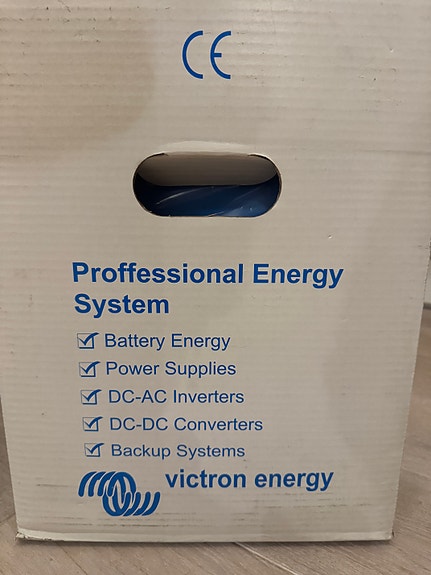 CE
Proffessional Energy
System
Battery Energy
Power Supplies
DC-AC Inverters
DC-DC Converters
Backup Systems
victron energy